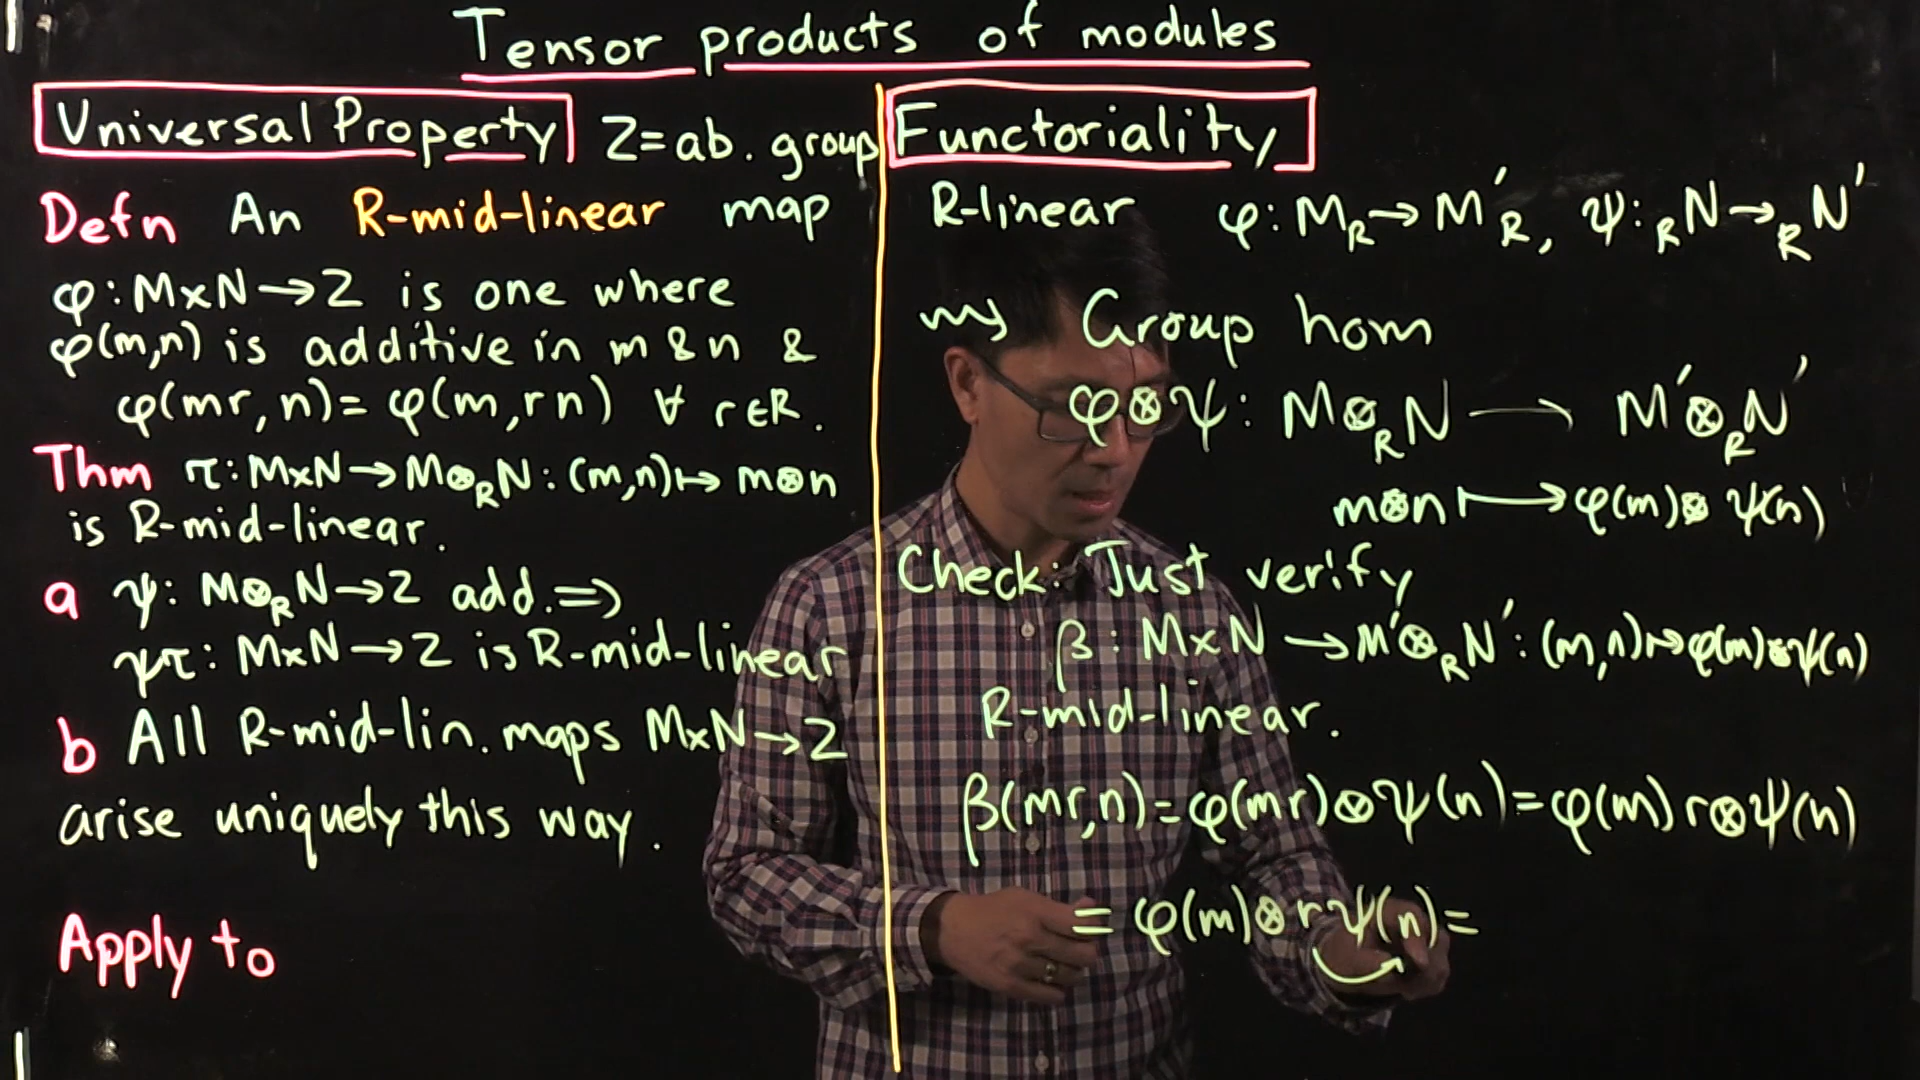 Tensor products of modules
Universal Property Z=ab. group
Defn An R-mid-linear map
φ: M×N→Z is one where
φ(m,n) is additive in m & n &
φ(mr, n)= φ(m, rn) ∀ r∈R.
Thm τ: M×N→M⊗_R N: (m,n)↦ m⊗n
is R-mid-linear.
a ψ: M⊗_R N→Z add. ⇒
ψτ: M×N→Z is R-mid-linear
b All R-mid-lin. maps M×N→Z
arise uniquely this way.
Apply to
Functoriality
R-linear φ: M_R→M'_R, ψ: _R N→ _R N'
⇝ Group hom
φ⊗ψ: M⊗_R N → M'⊗_R N'
m⊗n ↦ φ(m)⊗ψ(n)
Check: Just verify
β: M×N →M'⊗_R N': (m,n)↦φ(m)⊗ψ(n)
R-mid-linear.
β(mr,n)=φ(mr)⊗ψ(n)=φ(m)r⊗ψ(n)
= φ(m)⊗rψ(n)=